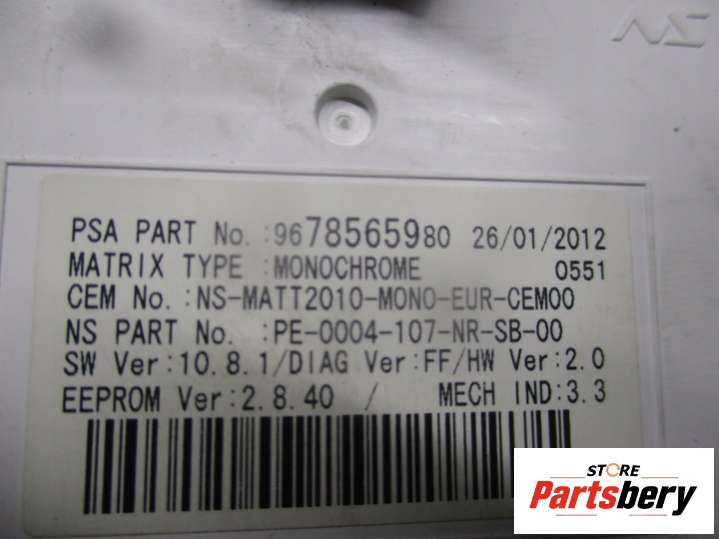 NS
PSA PART No.:9678565980 26/01/2012
MATRIX TYPE :MONOCHROME 0551
CEM No. :NS-MATT2010-MONO-EUR-CEM00
NS PART No. :PE-0004-107-NR-SB-00
SW Ver:10.8.1/DIAG Ver:FF/HW Ver:2.0
EEPROM Ver:2.8.40 / MECH IND:3.3
STORE
Partsbery